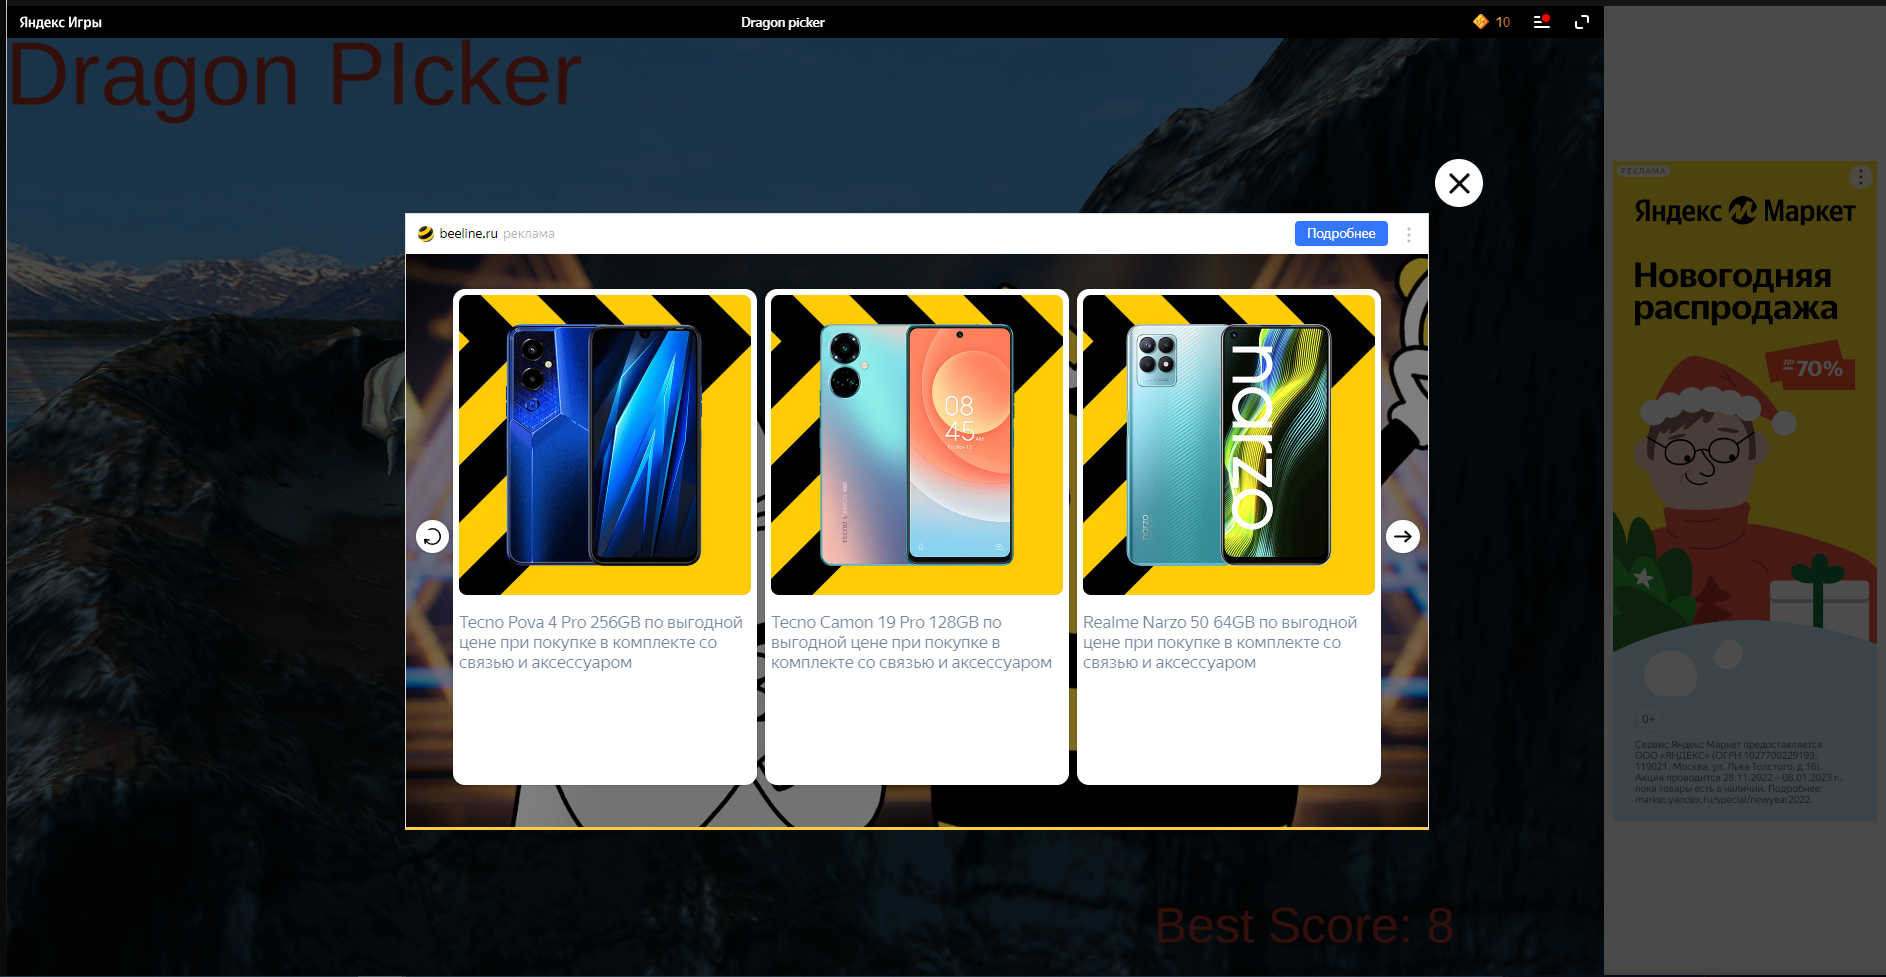 Яндекс Игры
Dragon picker
10
Dragon PIcker
beeline.ru реклама
Подробнее
08
45 AM
narzo
narzo
Tecno Pova 4 Pro 256GB по выгодной
цене при покупке в комплекте со
связью и аксессуаром
Tecno Camon 19 Pro 128GB по
выгодной цене при покупке в
комплекте со связью и аксессуаром
Realme Narzo 50 64GB по выгодной
цене при покупке в комплекте со
связью и аксессуаром
Best Score: 8
РЕКЛАМА
Яндекс Маркет
Новогодняя
распродажа
до
–70%
0+
Сервис Яндекс Маркет предоставляется
ООО «ЯНДЕКС» (ОГРН 1027700229193,
119021, Москва, ул. Льва Толстого, д.16).
Акция проводится 28.11.2022 – 08.01.2023 г.,
пока товары есть в наличии. Подробнее:
market.yandex.ru/special/newyear2022.